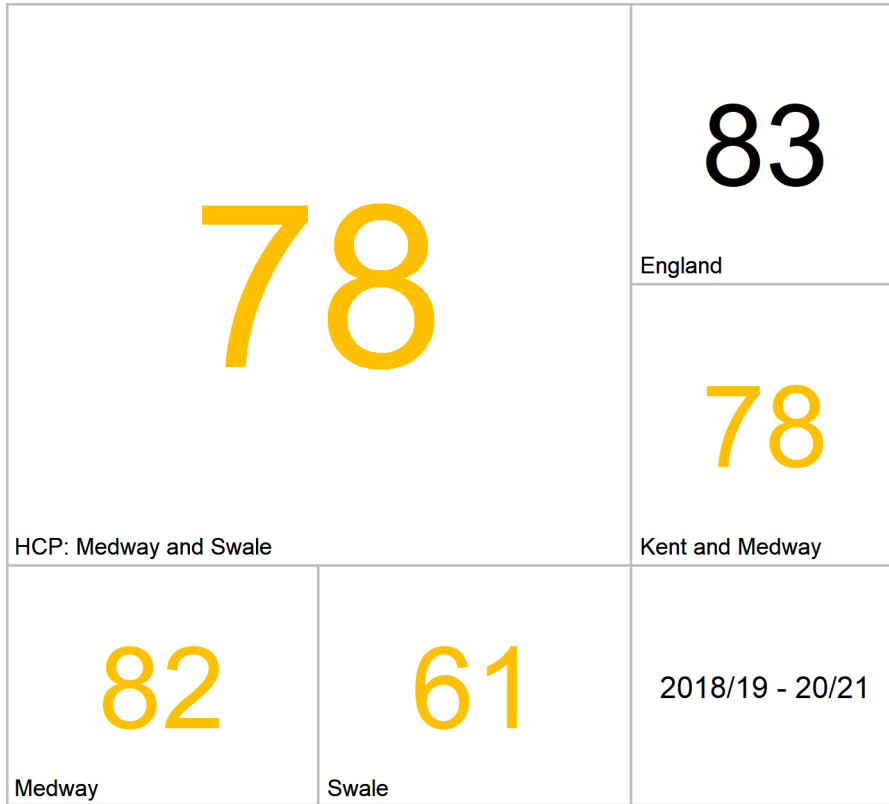 78
HCP: Medway and Swale
83
England
78
Kent and Medway
82
Medway
61
Swale
2018/19 - 20/21